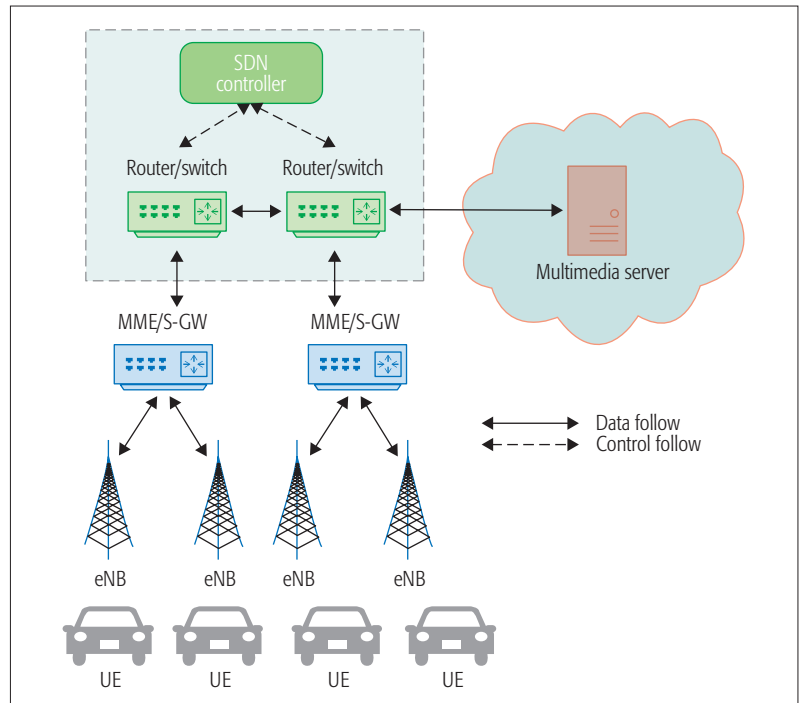 SDN
controller
Router/switch
Router/switch
Multimedia server
MME/S-GW
MME/S-GW
Data follow
Control follow
eNB
eNB
eNB
eNB
UE
UE
UE
UE